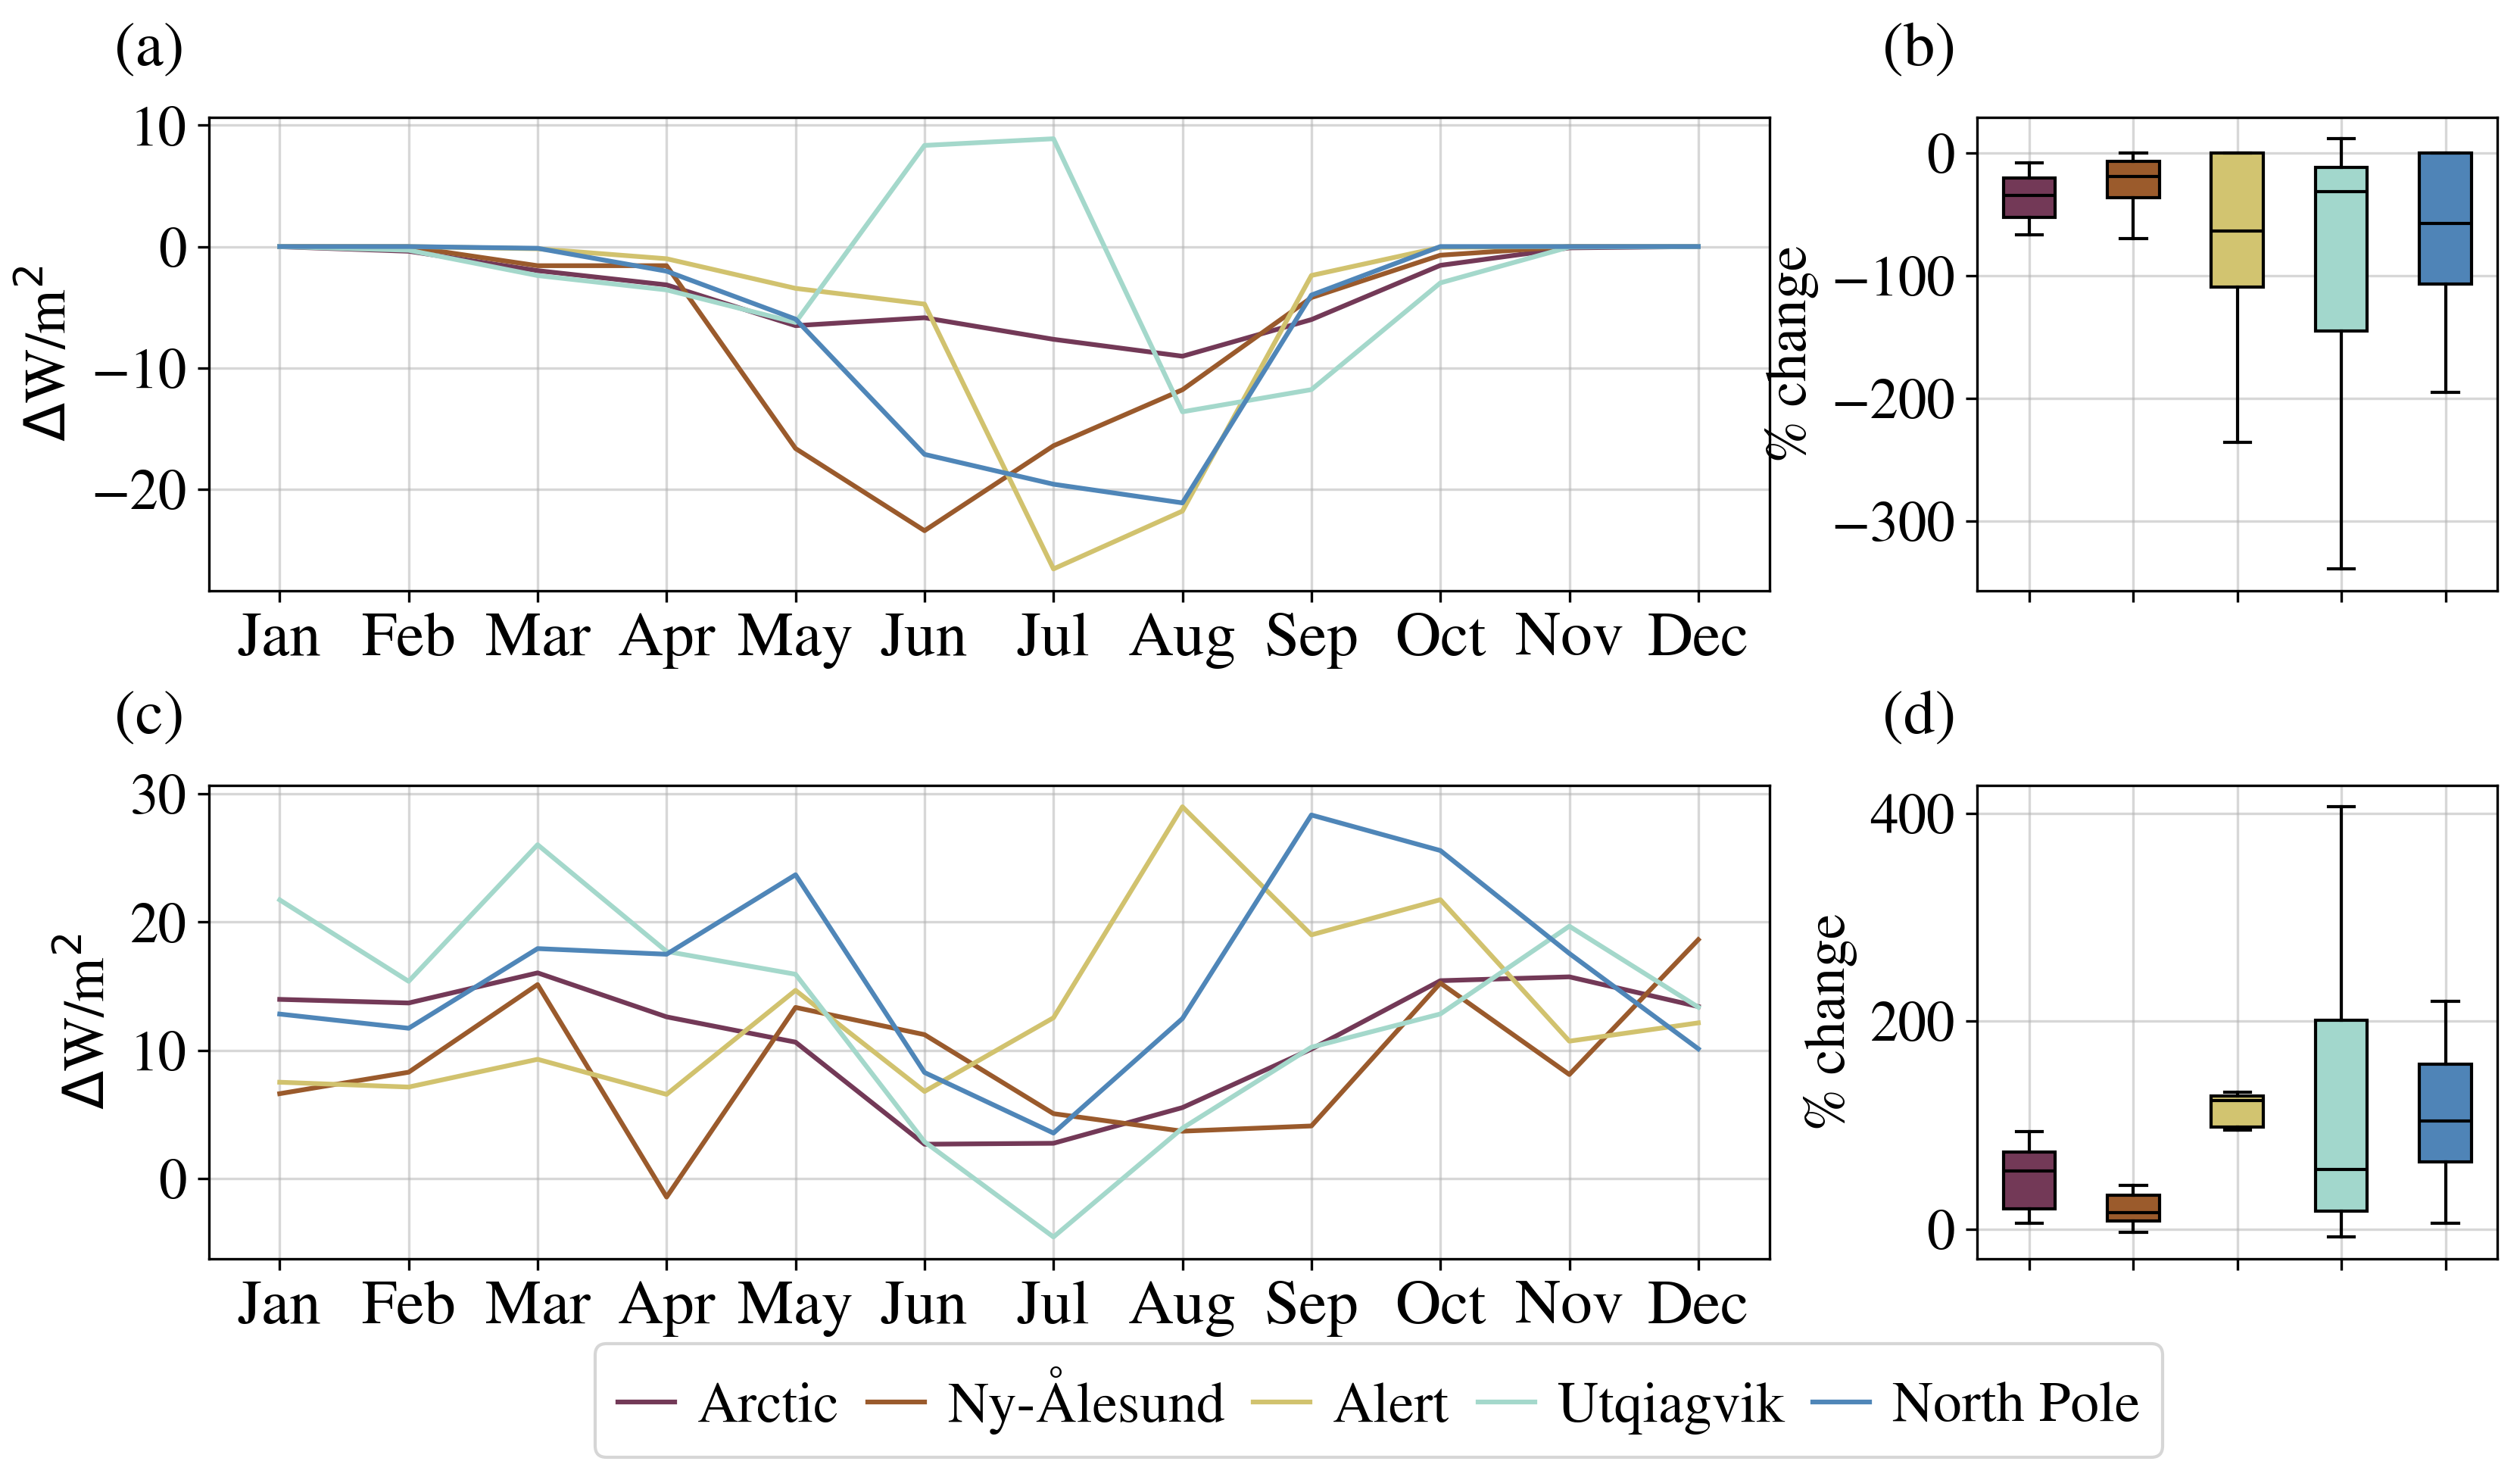 (a)
(b)
ΔW/m²
10
0
−10
−20
Jan Feb Mar Apr May Jun Jul Aug Sep Oct Nov Dec
% change
0
−100
−200
−300
(c)
(d)
ΔW/m²
30
20
10
0
Jan Feb Mar Apr May Jun Jul Aug Sep Oct Nov Dec
% change
400
200
0
Arctic Ny-Ålesund Alert Utqiagvik North Pole